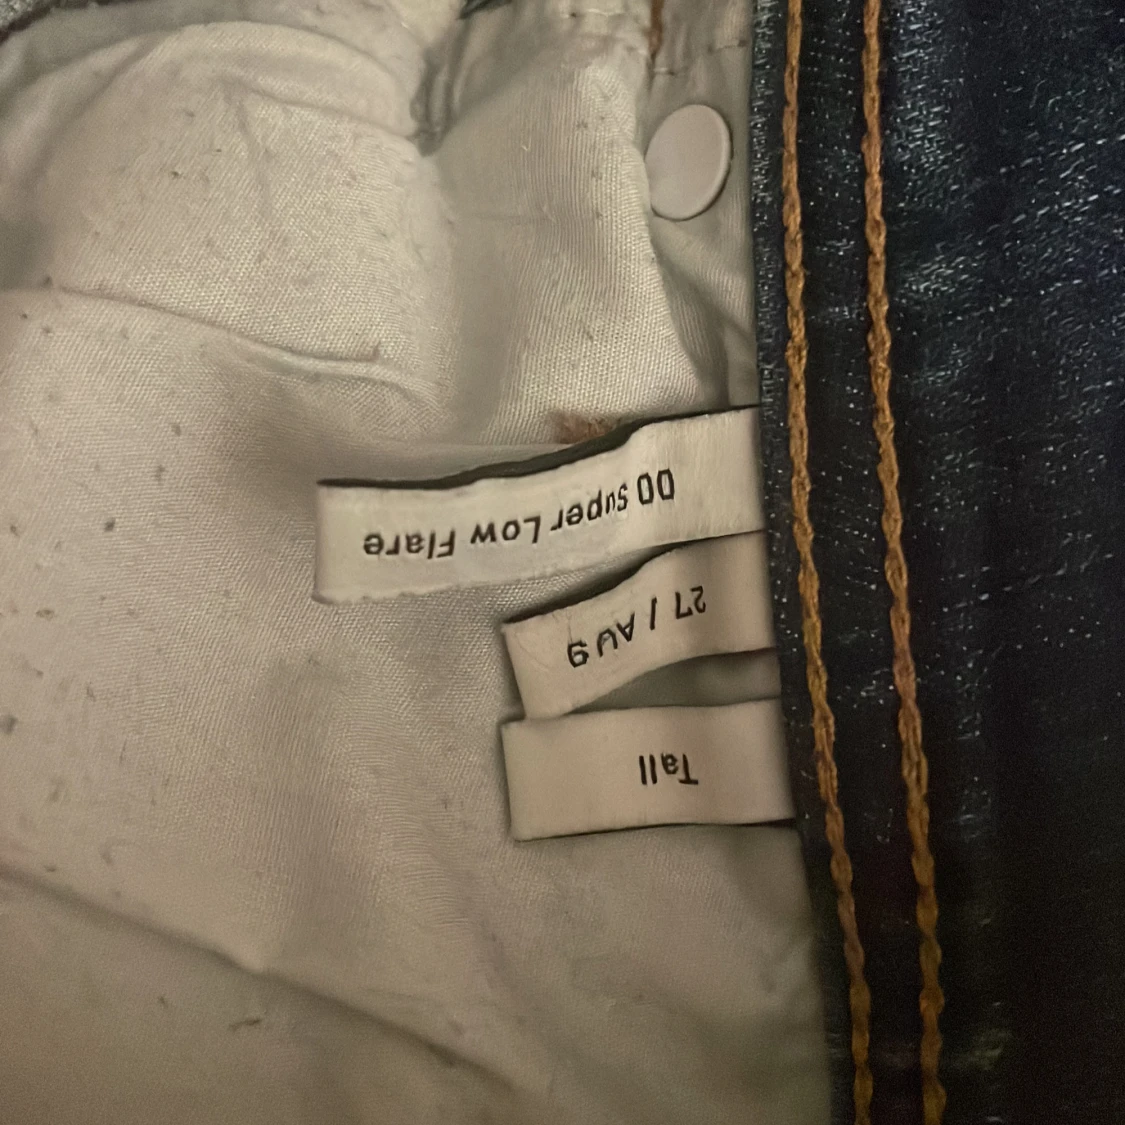 00 Super Low Flare
27 / AU 9
Tall